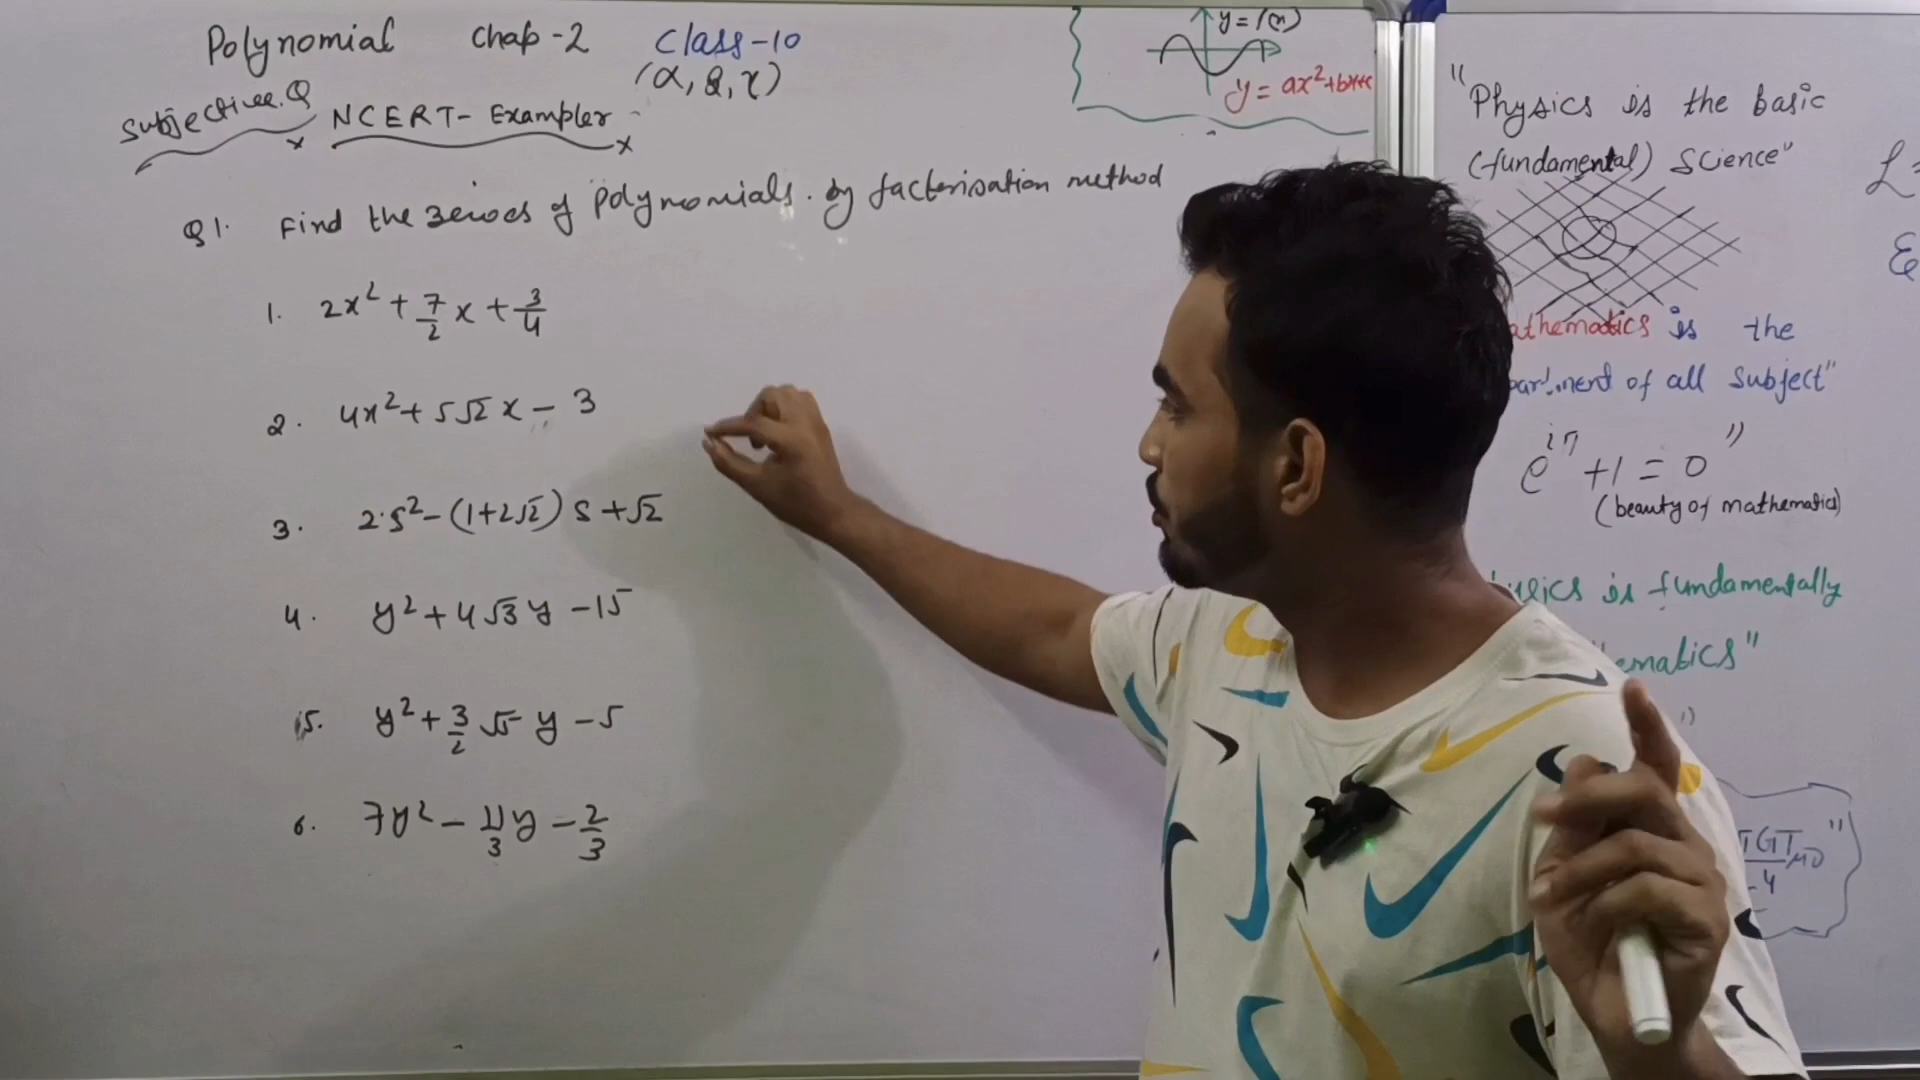 Polynomial chap-2 Class-10
(α, β, γ)
Subjective.Q NCERT- Exampler
Q1. Find the zeroes of polynomials. by factorisation method
1. 2x² + 7/2 x + 3/4
2. 4x² + 5√2 x - 3
3. 2s² - (1+2√2) s + √2
4. y² + 4√3 y - 15
5. y² + 3/2 √5 y - 5
6. 7y² - 11/3 y - 2/3
y = f(x)
y = ax²+bx+c
"Physics is the basic
(fundamental) Science"
athematics is the
of all Subject"
e^iπ + 1 = 0"
(beauty of mathematics)
is fundamentally
ematics"
TGT